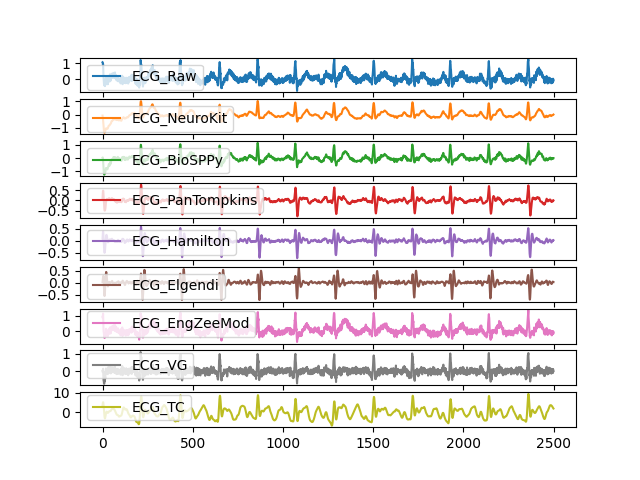 1
0
ECG_Raw
1
0
−1
ECG_NeuroKit
1
0
−1
ECG_BioSPPy
0.5
0.0
−0.5
ECG_PanTompkins
0.5
0.0
−0.5
ECG_Hamilton
0.5
0.0
−0.5
ECG_Elgendi
1
0
ECG_EngZeeMod
1
0
ECG_VG
10
0
ECG_TC
0 500 1000 1500 2000 2500